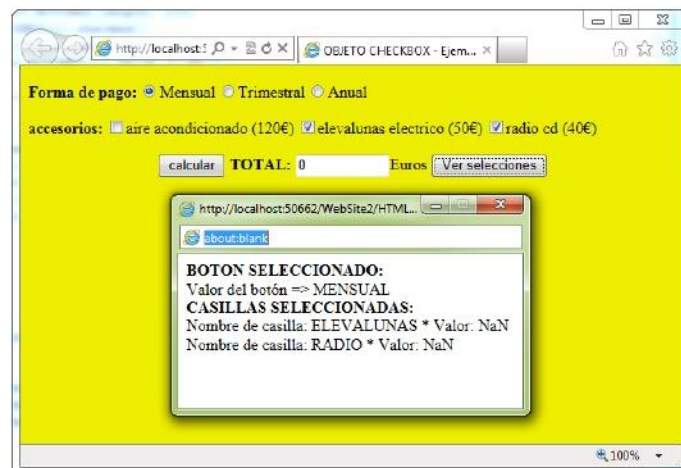 http://localhost:5
OBJETO CHECKBOX - Ejem...
Forma de pago: Mensual Trimestral Anual
accesorios: aire acondicionado (120€) elevalunas electrico (50€) radio cd (40€)
calcular TOTAL: 0 Euros Ver selecciones
http://localhost:50662/WebSite2/HTML...
about:blank
BOTON SELECCIONADO:
Valor del botón => MENSUAL
CASILLAS SELECCIONADAS:
Nombre de casilla: ELEVALUNAS * Valor: NaN
Nombre de casilla: RADIO * Valor: NaN
100%